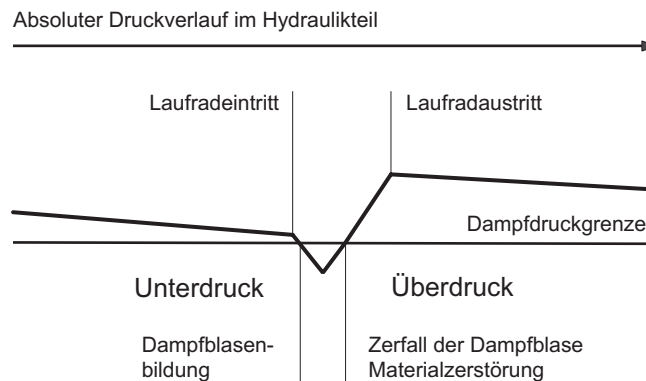 Absoluter Druckverlauf im Hydraulikteil
Laufradeintritt
Laufradaustritt
Dampfdruckgrenze
Unterdruck
Überdruck
Dampfblasen-
bildung
Zerfall der Dampfblase
Materialzerstörung